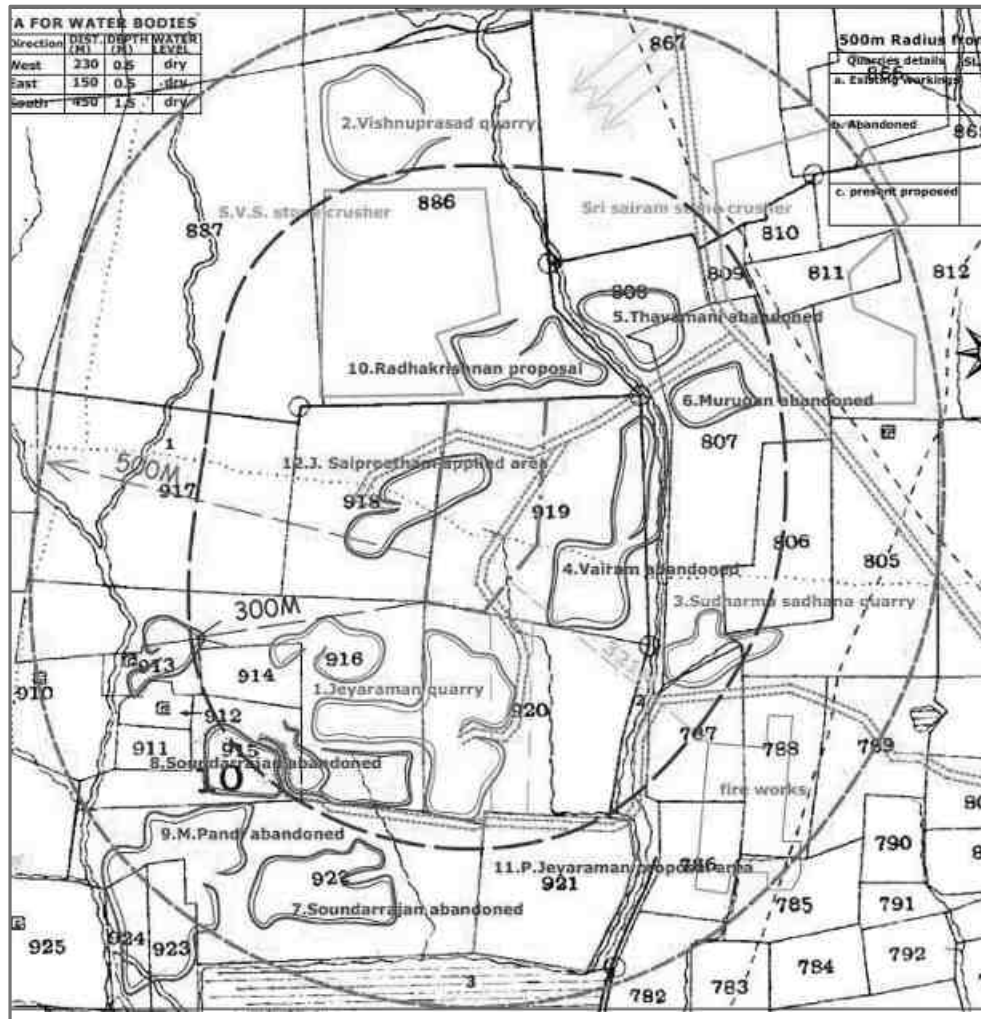 A FOR WATER BODIES
Direction DIST. (M) DEPTH (M) WATER LEVEL
West 230 0.5 dry
East 150 0.5 dry
South 450 1.5 dry
500m Radius from
Quarries details
a. Existing workings
b. Abandoned
c. present proposed
867
866
2.Vishnuprasad quarry
886
S.V.S. stone crusher
Sri sairam stone crusher
887
810
809
811
812
808
5.Thavamani abandoned
10.Radhakrishnan proposal
6.Murugan abandoned
807
1
500M
12.J. Saipreetham applied area
917
918
919
806
805
4.Vairam abandoned
3.Sudharma sadhana quarry
300M
913
914
916
910
1.Jeyaraman quarry
920
2
912
787
788
789
911
915
8.Soundarrajan abandoned
10
fire works
9.M.Pandi abandoned
790
922
11.P.Jeyaraman proposal area
786
921
785
791
7.Soundarrajan abandoned
925
924
923
792
784
3
782
783